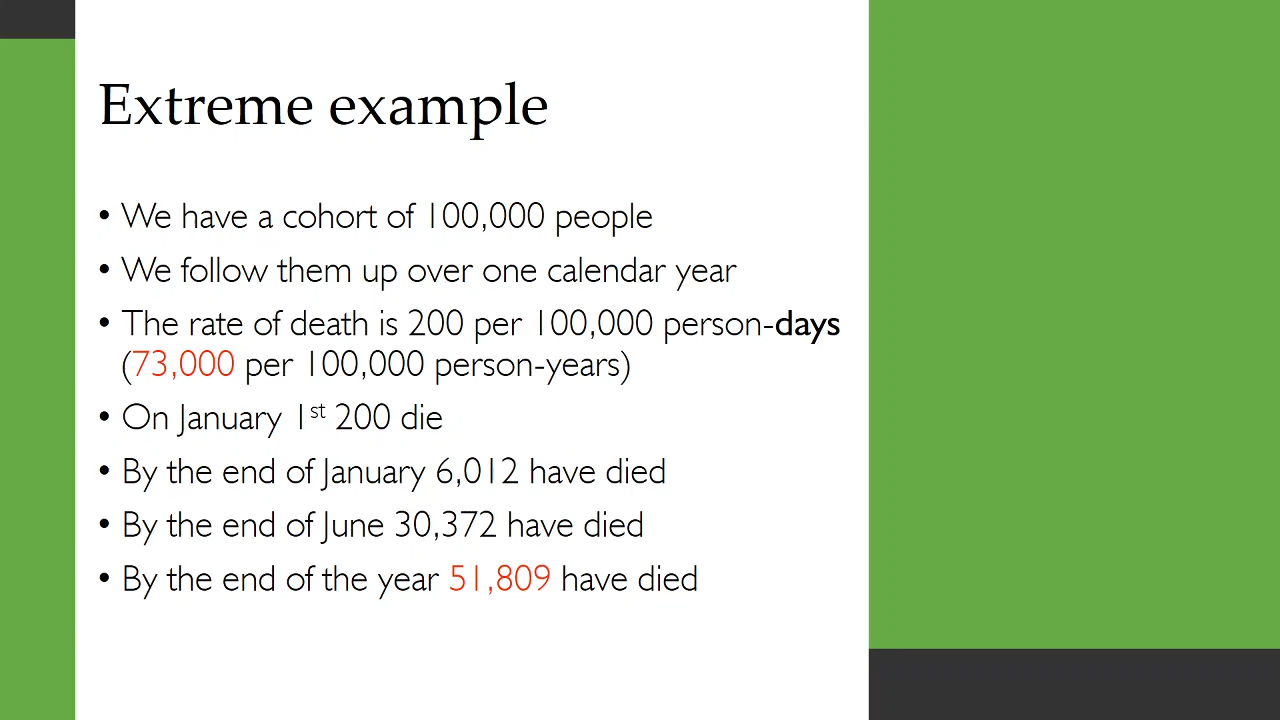 Extreme example
• We have a cohort of 100,000 people
• We follow them up over one calendar year
• The rate of death is 200 per 100,000 person-days
(73,000 per 100,000 person-years)
• On January 1st 200 die
• By the end of January 6,012 have died
• By the end of June 30,372 have died
• By the end of the year 51,809 have died